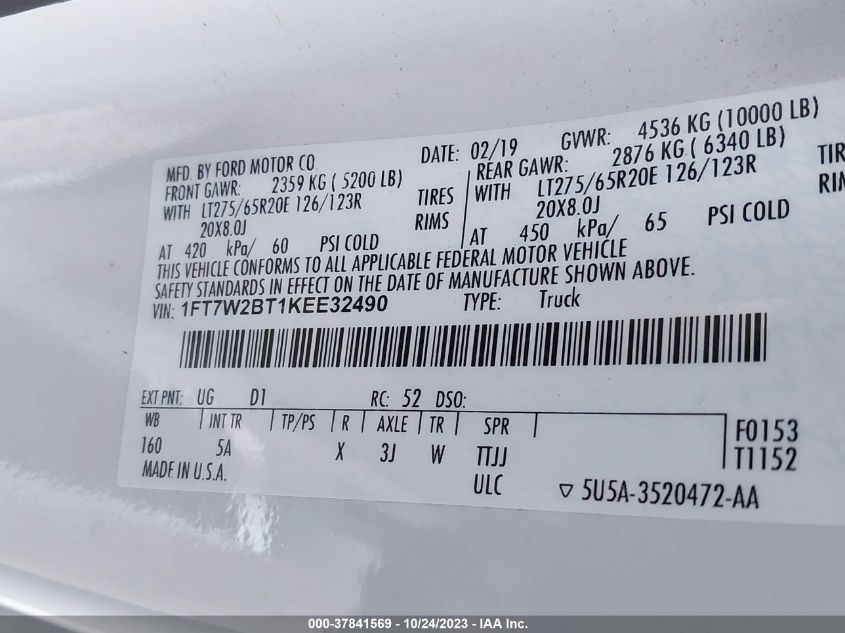 MFD. BY FORD MOTOR CO DATE: 02/19 GVWR: 4536 KG (10000 LB)
FRONT GAWR: 2359 KG ( 5200 LB) REAR GAWR: 2876 KG ( 6340 LB)
WITH LT275/65R20E 126/123R TIRES WITH LT275/65R20E 126/123R
20X8.0J RIMS 20X8.0J
AT 420 kPa/ 60 PSI COLD AT 450 kPa/ 65 PSI COLD
THIS VEHICLE CONFORMS TO ALL APPLICABLE FEDERAL MOTOR VEHICLE
SAFETY STANDARDS IN EFFECT ON THE DATE OF MANUFACTURE SHOWN ABOVE.
VIN: 1FT7W2BT1KEE32490 TYPE: Truck
EXT PNT: UG D1 RC: 52 DSO:
WB INT TR TP/PS R AXLE TR SPR F0153
160 5A X 3J W TTJJ T1152
MADE IN U.S.A. ULC ▽ 5U5A-3520472-AA
000-37841569 - 10/24/2023 - IAA Inc.